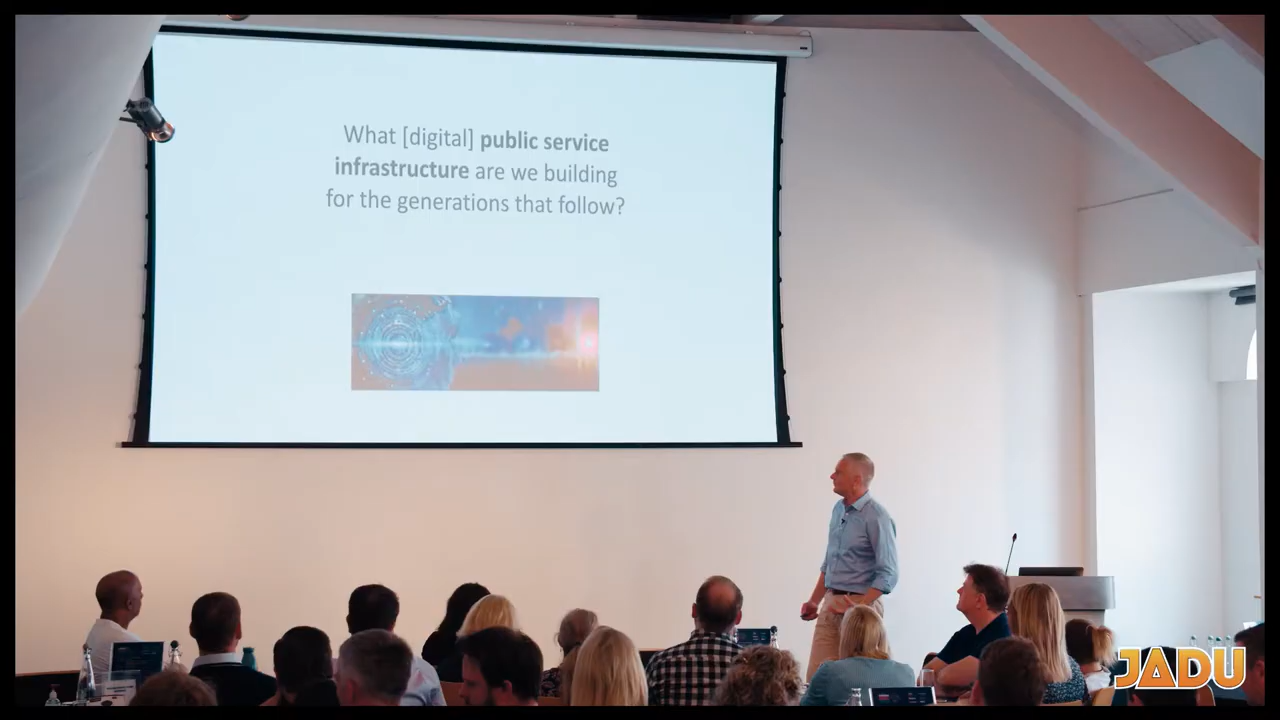 What [digital] public service
infrastructure are we building
for the generations that follow?
JADU